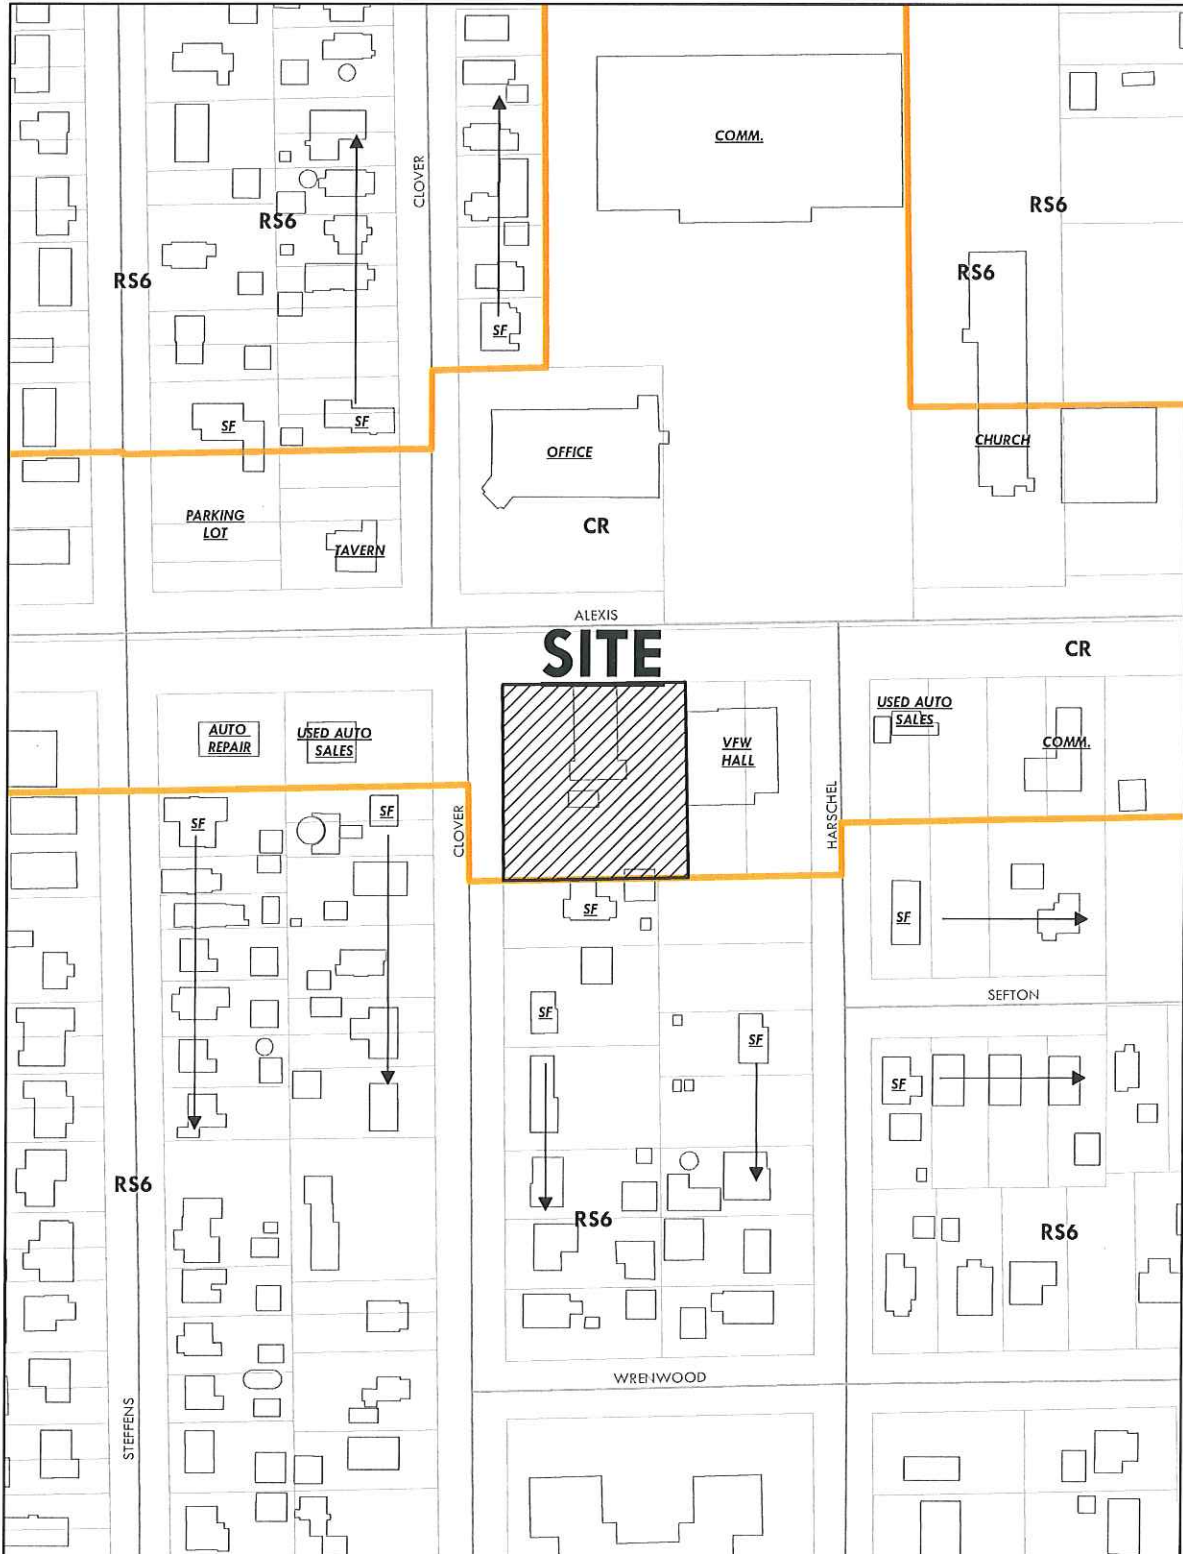 COMM.
CLOVER
RS6
RS6
RS6
RS6
SF
SF
SF
OFFICE
CHURCH
PARKING
LOT
TAVERN
CR
ALEXIS
SITE
CR
AUTO
REPAIR
USED AUTO
SALES
VFW
HALL
USED AUTO
SALES
COMM.
CLOVER
HARSCHEL
SF
SF
SF
SF
SEFTON
SF
SF
SF
RS6
RS6
RS6
WRENWOOD
STEFFENS